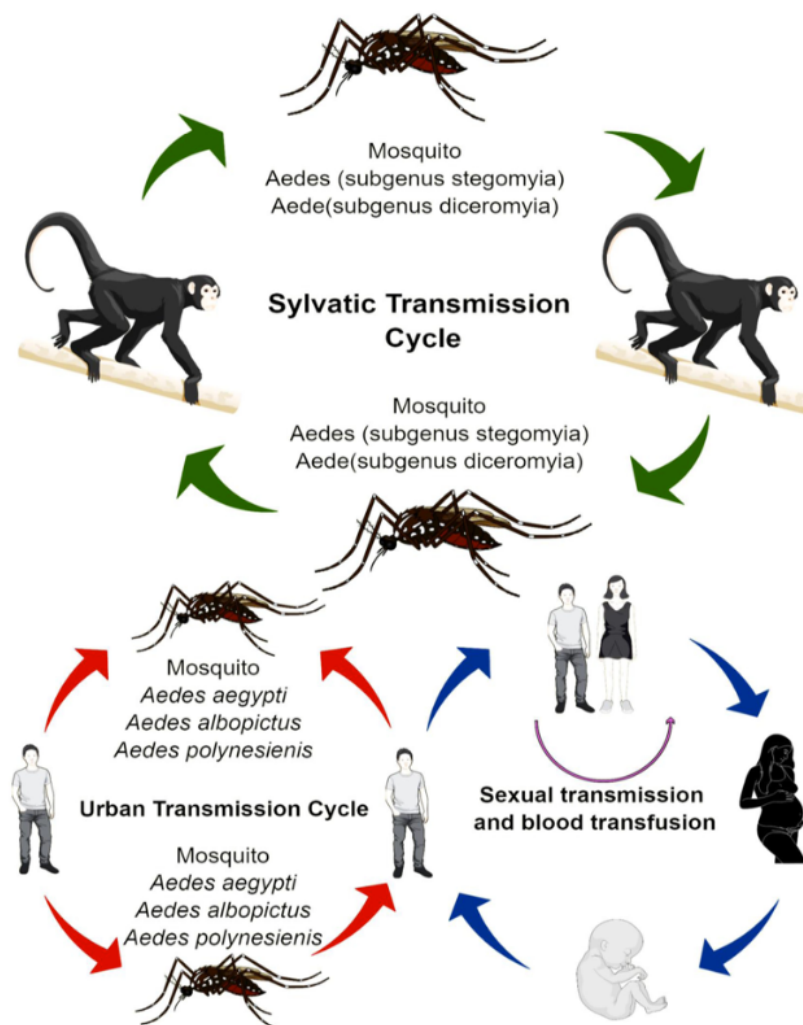 Mosquito
Aedes (subgenus stegomyia)
Aede(subgenus diceromyia)
Sylvatic Transmission
Cycle
Mosquito
Aedes (subgenus stegomyia)
Aede(subgenus diceromyia)
Mosquito
Aedes aegypti
Aedes albopictus
Aedes polynesienis
Urban Transmission Cycle
Mosquito
Aedes aegypti
Aedes albopictus
Aedes polynesienis
Sexual transmission
and blood transfusion